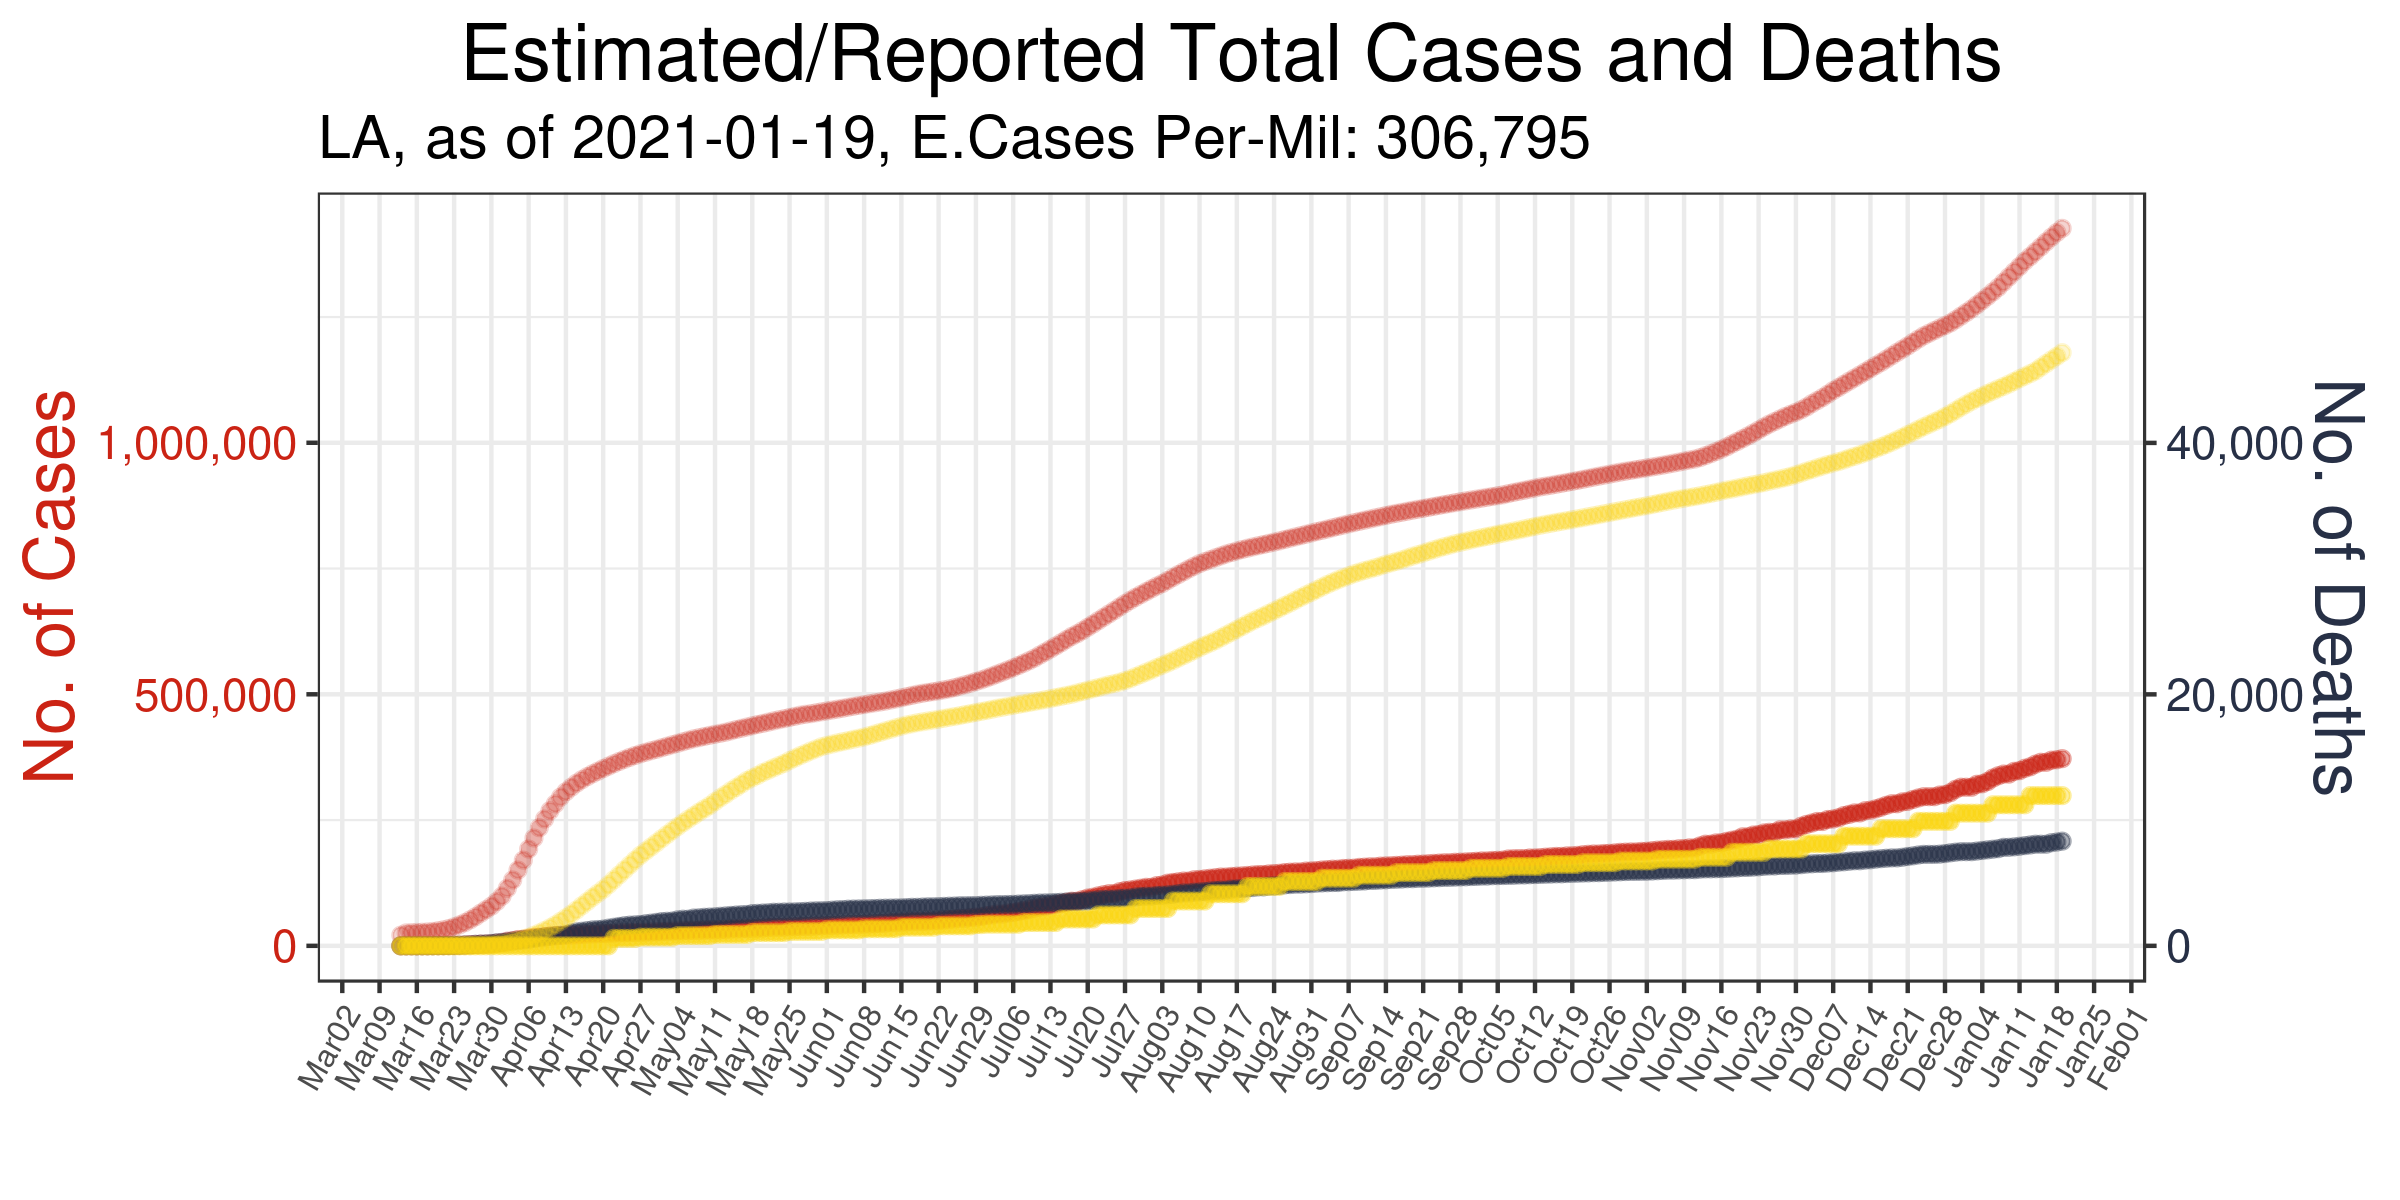 Estimated/Reported Total Cases and Deaths
LA, as of 2021-01-19, E.Cases Per-Mil: 306,795
No. of Cases
1,000,000
500,000
0
40,000
20,000
0
No. of Deaths
Mar02 Mar09 Mar16 Mar23 Mar30 Apr06 Apr13 Apr20 Apr27 May04 May11 May18 May25 Jun01 Jun08 Jun15 Jun22 Jun29 Jul06 Jul13 Jul20 Jul27 Aug03 Aug10 Aug17 Aug24 Aug31 Sep07 Sep14 Sep21 Sep28 Oct05 Oct12 Oct19 Oct26 Nov02 Nov09 Nov16 Nov23 Nov30 Dec07 Dec14 Dec21 Dec28 Jan04 Jan11 Jan18 Jan25 Feb01